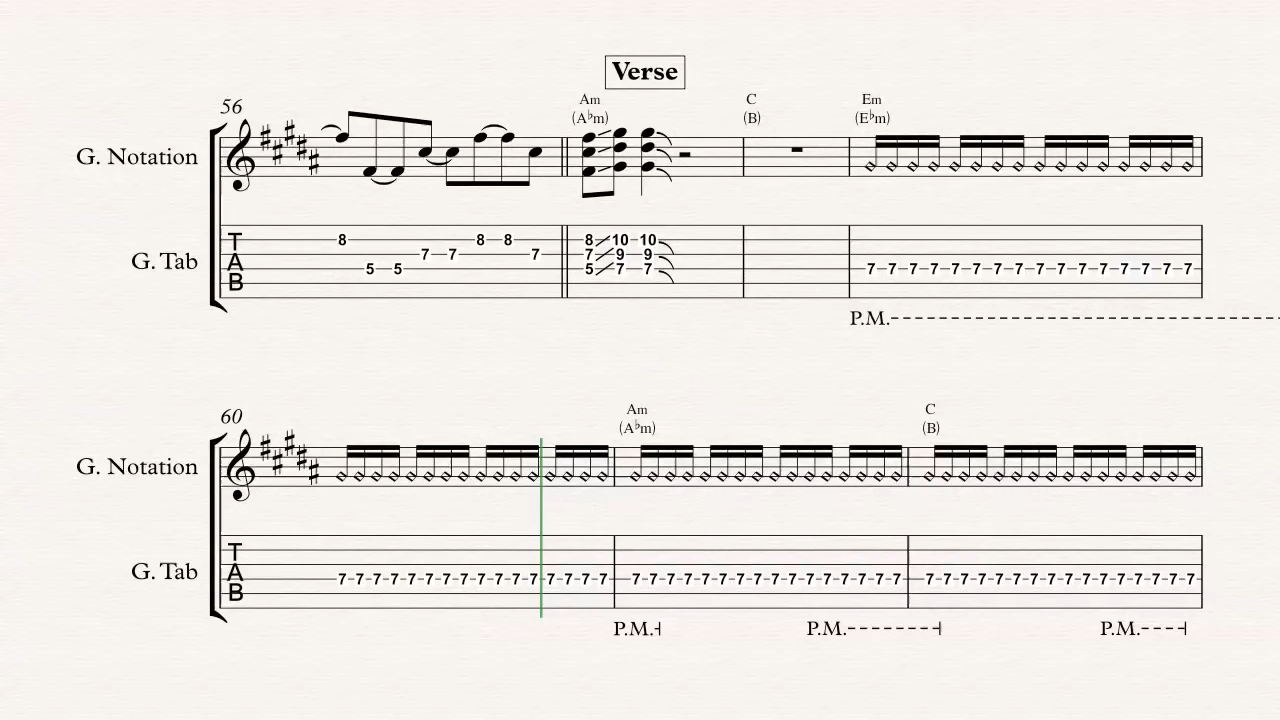 Verse
56
Am
(A♭m)
C
(B)
Em
(E♭m)
G. Notation
T
A
B
8 5 5 7 7 8 8 7
8 10 10
7 9 9
5 7 7
7 7 7 7 7 7 7 7 7 7 7 7 7 7 7 7
G. Tab
P.M.
60
Am
(A♭m)
C
(B)
G. Notation
T
A
B
7 7 7 7 7 7 7 7 7 7 7 7 7 7 7 7
7 7 7 7 7 7 7 7 7 7 7 7 7 7 7 7
7 7 7 7 7 7 7 7 7 7 7 7 7 7 7 7
G. Tab
P.M. P.M. P.M.